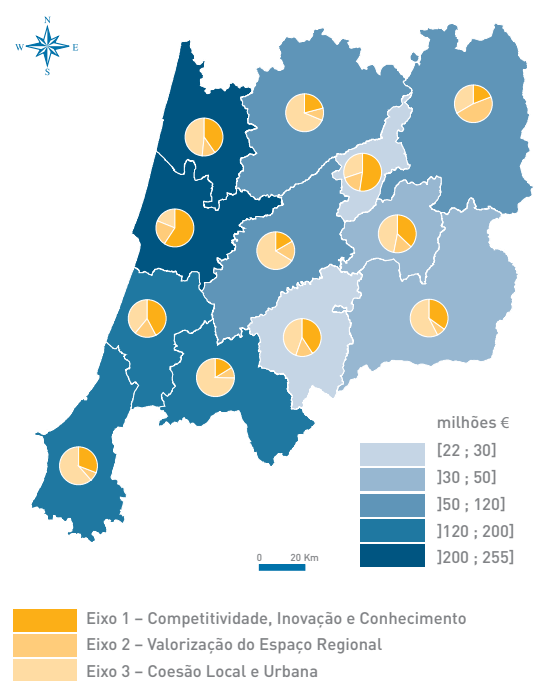 N
W E
S
milhões €
[22 ; 30]
]30 ; 50]
]50 ; 120]
]120 ; 200]
]200 ; 255]
0 20 Km
Eixo 1 – Competitividade, Inovação e Conhecimento
Eixo 2 – Valorização do Espaço Regional
Eixo 3 – Coesão Local e Urbana